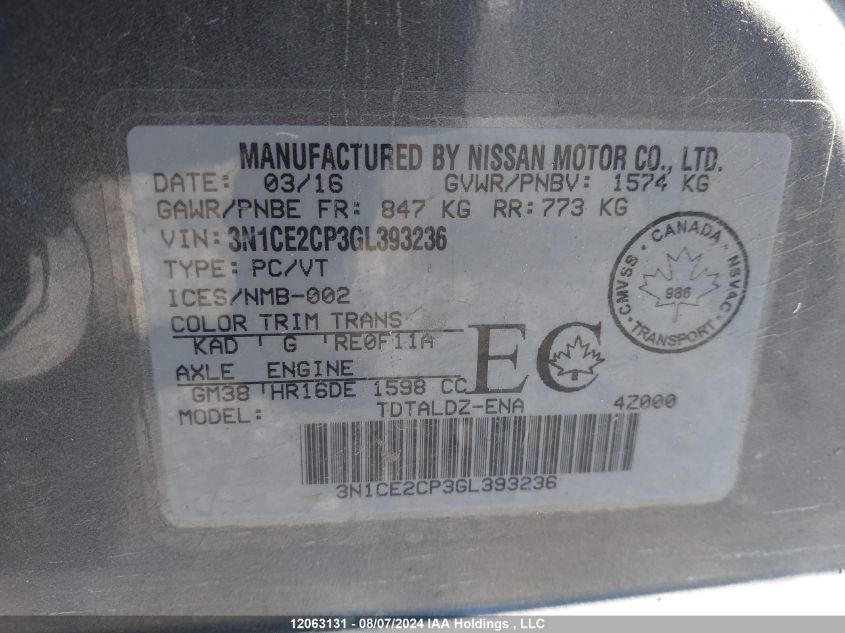 MANUFACTURED BY NISSAN MOTOR CO., LTD.
DATE: 03/16 GVWR/PNBV: 1574 KG
GAWR/PNBE FR: 847 KG RR: 773 KG
VIN: 3N1CE2CP3GL393236
TYPE: PC/VT
ICES/NMB-002
COLOR TRIM TRANS
KAD G RE0F11A
AXLE ENGINE
GM38 HR16DE 1598 CC
EC
MODEL: TDTALDZ-ENA 4Z000
3N1CE2CP3GL393236
CANADA
CMVSS
NSVAC
986
TRANSPORT
12063131 - 08/07/2024 IAA Holdings, LLC